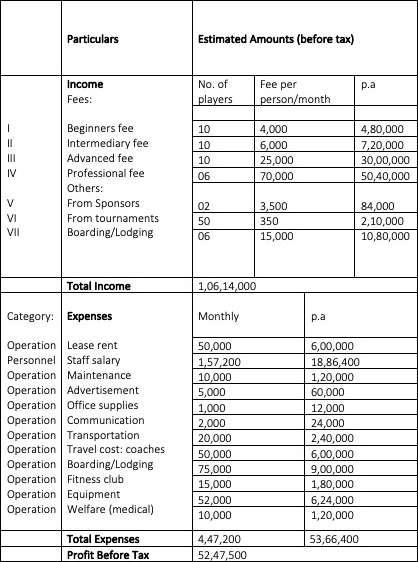 Particulars Estimated Amounts (before tax)
Income No. of Fee per p.a
Fees: players person/month
I Beginners fee 10 4,000 4,80,000
II Intermediary fee 10 6,000 7,20,000
III Advanced fee 10 25,000 30,00,000
IV Professional fee 06 70,000 50,40,000
Others:
V From Sponsors 02 3,500 84,000
VI From tournaments 50 350 2,10,000
VII Boarding/Lodging 06 15,000 10,80,000
Total Income 1,06,14,000
Category: Expenses Monthly p.a
Operation Lease rent 50,000 6,00,000
Personnel Staff salary 1,57,200 18,86,400
Operation Maintenance 10,000 1,20,000
Operation Advertisement 5,000 60,000
Operation Office supplies 1,000 12,000
Operation Communication 2,000 24,000
Operation Transportation 20,000 2,40,000
Operation Travel cost: coaches 50,000 6,00,000
Operation Boarding/Lodging 75,000 9,00,000
Operation Fitness club 15,000 1,80,000
Operation Equipment 52,000 6,24,000
Operation Welfare (medical) 10,000 1,20,000
Total Expenses 4,47,200 53,66,400
Profit Before Tax 52,47,500